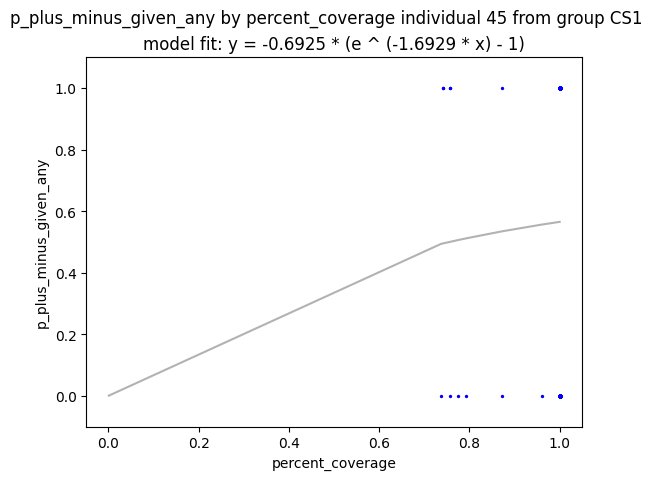 p_plus_minus_given_any by percent_coverage individual 45 from group CS1
model fit: y = -0.6925 * (e ^ (-1.6929 * x) - 1)
1.0
0.8
0.6
0.4
0.2
0.0
p_plus_minus_given_any
0.0 0.2 0.4 0.6 0.8 1.0
percent_coverage